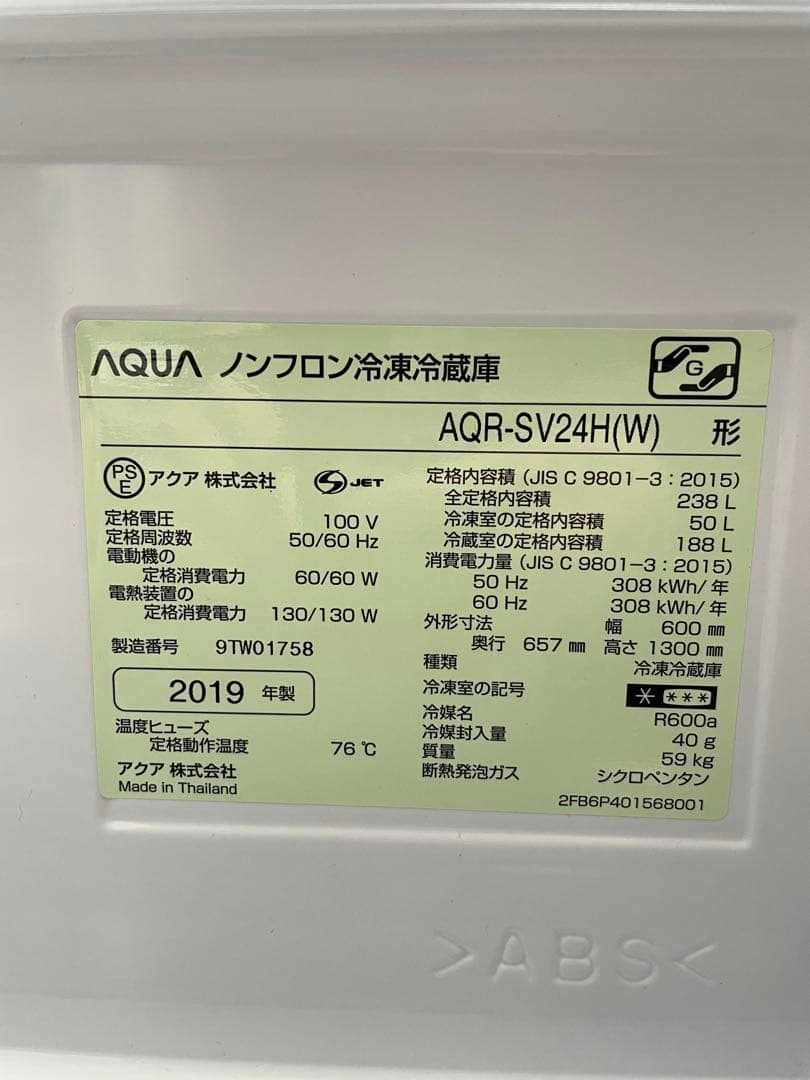 AQUA ノンフロン冷凍冷蔵庫
G
AQR-SV24H(W) 形
PSE アクア 株式会社 S JET
定格電圧 100 V
定格周波数 50/60 Hz
電動機の
定格消費電力 60/60 W
電熱装置の
定格消費電力 130/130 W
製造番号 9TW01758
2019 年製
温度ヒューズ
定格動作温度 76 ℃
アクア 株式会社
Made in Thailand
定格内容積 (JIS C 9801-3:2015)
全定格内容積 238 L
冷凍室の定格内容積 50 L
冷蔵室の定格内容積 188 L
消費電力量 (JIS C 9801-3:2015)
50 Hz 308 kWh/年
60 Hz 308 kWh/年
外形寸法 幅 600 ㎜
奥行 657 ㎜ 高さ 1300 ㎜
種類 冷凍冷蔵庫
冷凍室の記号 * ***
冷媒名 R600a
冷媒封入量 40 g
質量 59 kg
断熱発泡ガス シクロペンタン
2FB6P401568001
>ABS<